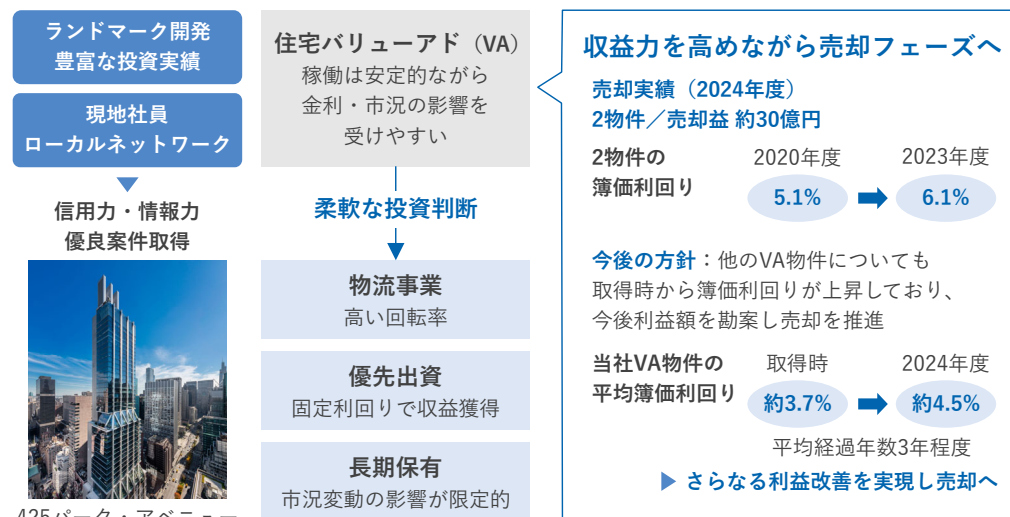 ランドマーク開発
豊富な投資実績
現地社員
ローカルネットワーク
信用力・情報力
優良案件取得
425パーク・アベニュー
住宅バリューアド（VA）
稼働は安定的ながら
金利・市況の影響を
受けやすい
柔軟な投資判断
物流事業
高い回転率
優先出資
固定利回りで収益獲得
長期保有
市況変動の影響が限定的
収益力を高めながら売却フェーズへ
売却実績（2024年度）
2物件／売却益 約30億円
2物件の
簿価利回り
2020年度
2023年度
5.1%
6.1%
今後の方針：他のVA物件についても
取得時から簿価利回りが上昇しており、
今後利益額を勘案し売却を推進
当社VA物件の
平均簿価利回り
取得時
2024年度
約3.7%
約4.5%
平均経過年数3年程度
▶ さらなる利益改善を実現し売却へ